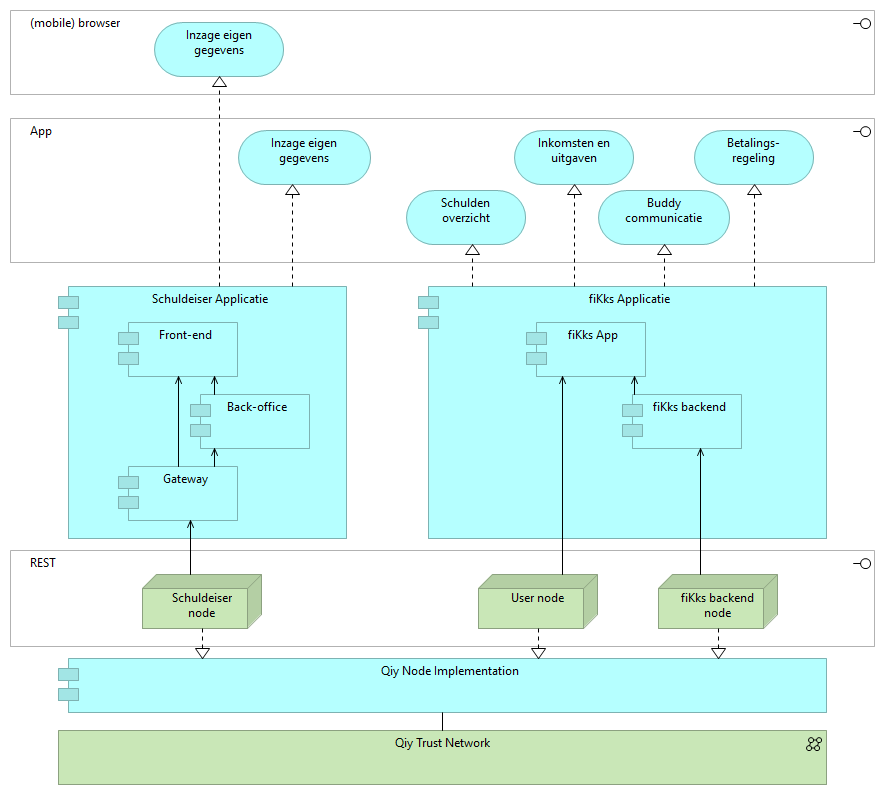 (mobile) browser
Inzage eigen
gegevens
App
Inzage eigen
gegevens
Inkomsten en
uitgaven
Betalings-
regeling
Schulden
overzicht
Buddy
communicatie
Schuldeiser Applicatie
Front-end
Back-office
Gateway
fiKks Applicatie
fiKks App
fiKks backend
REST
Schuldeiser
node
User node
fiKks backend
node
Qiy Node Implementation
Qiy Trust Network